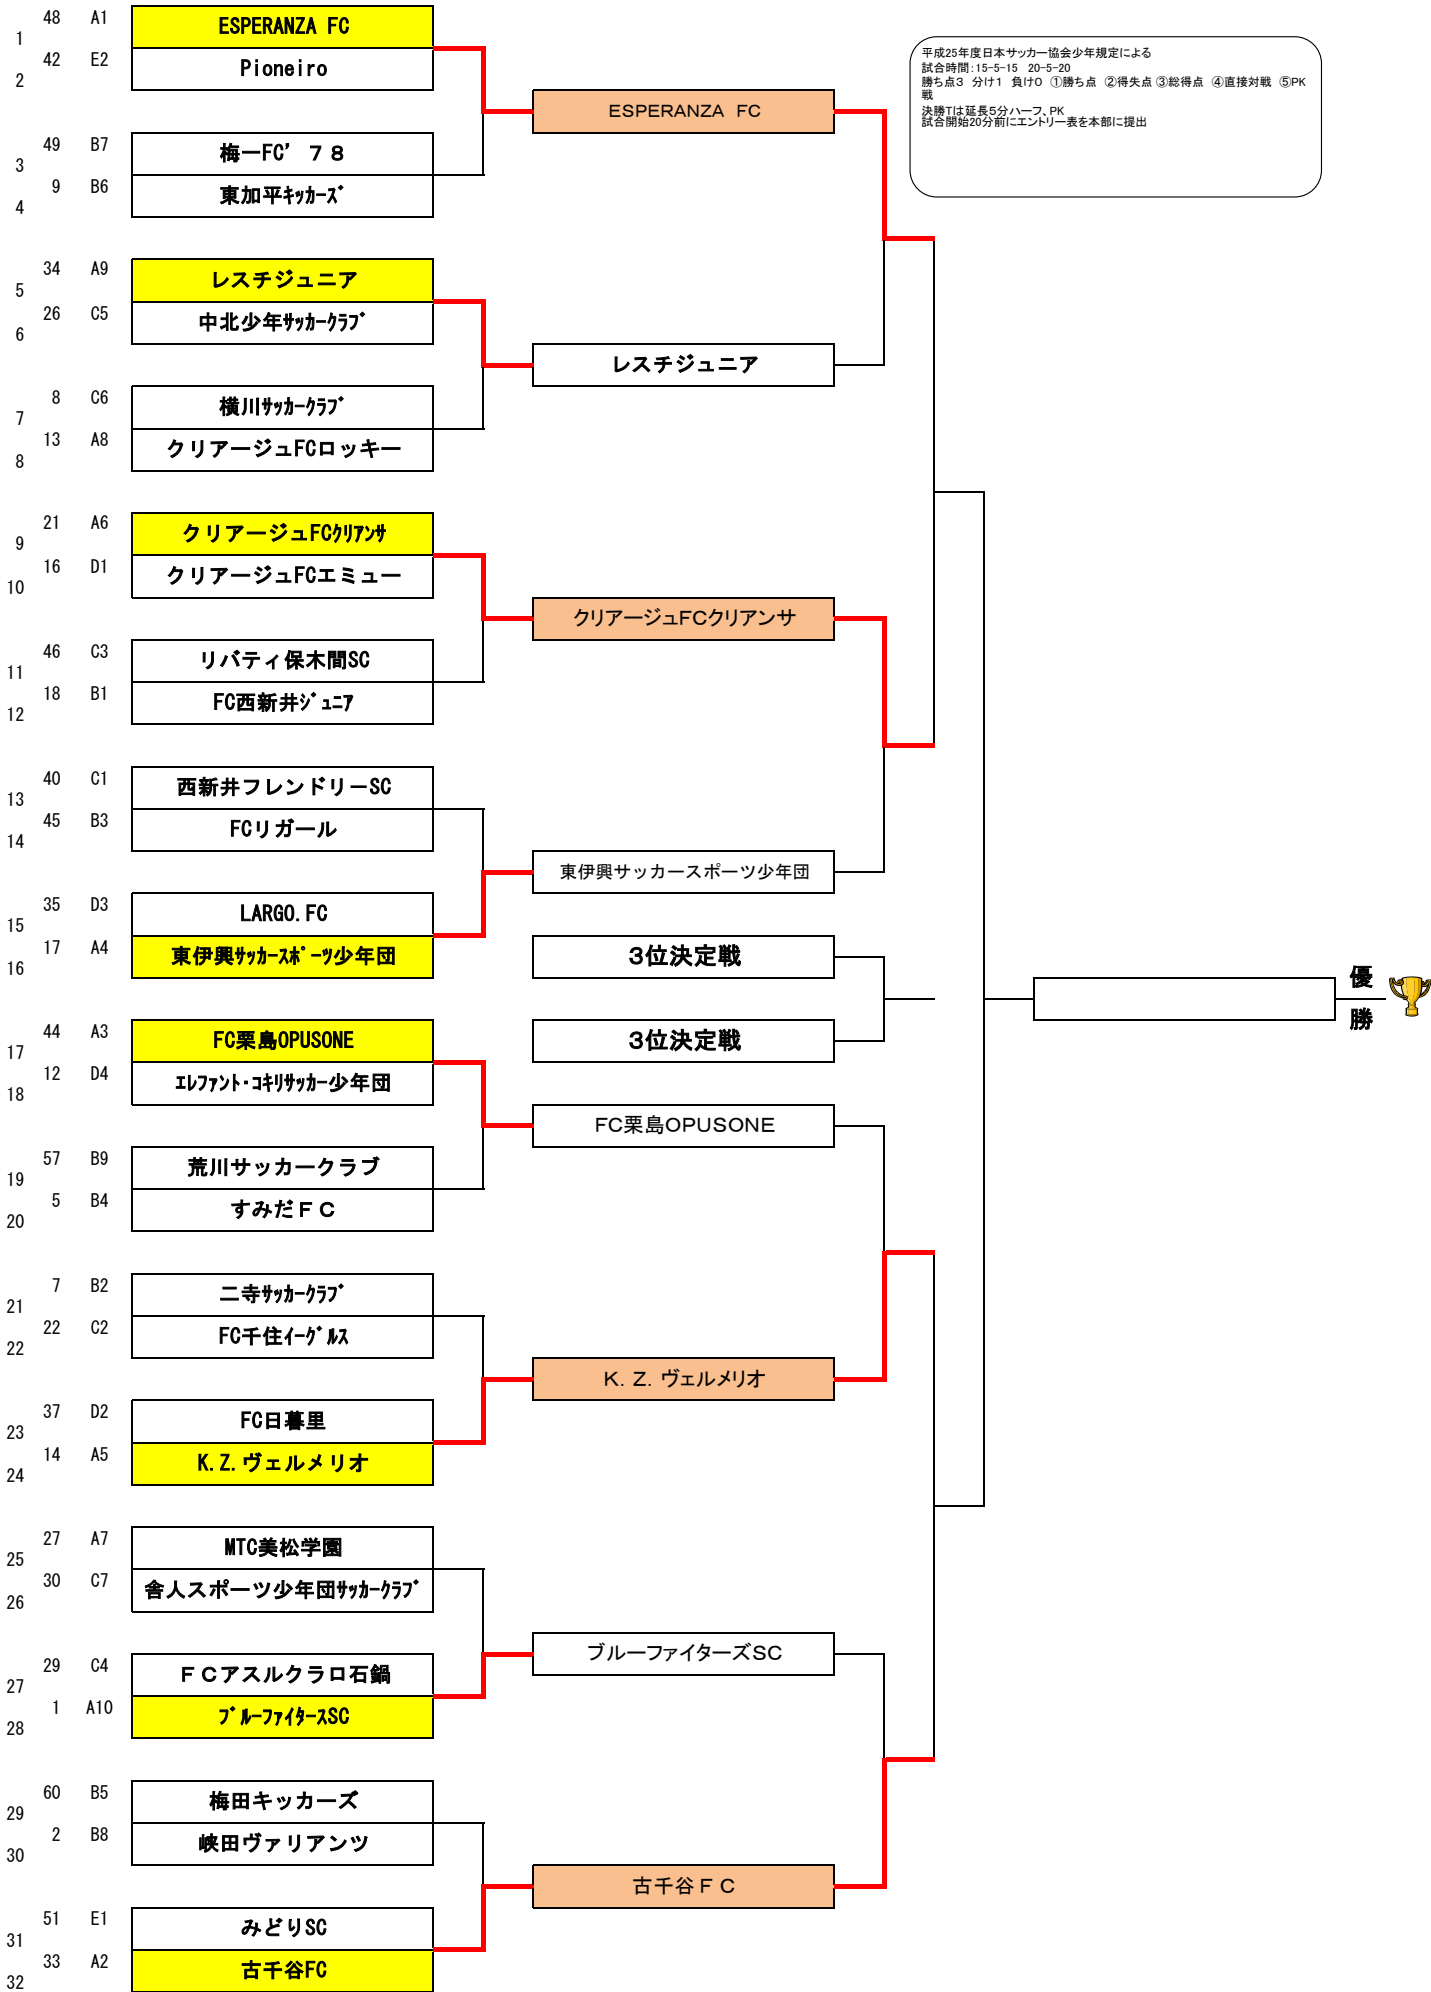 48 A1 ESPERANZA FC
1
42 E2 Pioneiro
2
平成25年度日本サッカー協会少年規定による
試合時間:15-5-15 20-5-20
勝ち点3 分け1 負け0 ①勝ち点 ②得失点 ③総得点 ④直接対戦 ⑤PK
戦
決勝Tは延長5分ハーフ、PK
試合開始20分前にエントリー表を本部に提出
ESPERANZA FC
49 B7 梅一FC’７８
3
9 B6 東加平ｷｯｶｰｽﾞ
4
34 A9 レスチジュニア
5
26 C5 中北少年ｻｯｶｰｸﾗﾌﾞ
6
レスチジュニア
8 C6 横川ｻｯｶｰｸﾗﾌﾞ
7
13 A8 クリアージュFCロッキー
8
21 A6 クリアージュFCｸﾘｱﾝｻ
9
16 D1 クリアージュFCエミュー
10
クリアージュFCクリアンサ
46 C3 リバティ保木間SC
11
18 B1 FC西新井ｼﾞｭﾆｱ
12
40 C1 西新井フレンドリーSC
13
45 B3 FCリガール
14
東伊興サッカースポーツ少年団
35 D3 LARGO.FC
15
17 A4 東伊興ｻｯｶｰｽﾎﾟｰﾂ少年団
16
３位決定戦
優
勝
44 A3 FC栗島OPUSONE
17
３位決定戦
12 D4 ｴﾚﾌｧﾝﾄ・ｺｷﾘサッカー少年団
18
FC栗島OPUSONE
57 B9 荒川サッカークラブ
19
5 B4 すみだＦＣ
20
7 B2 二寺ｻｯｶｰｸﾗﾌﾞ
21
22 C2 FC千住ｲｰｸﾞﾙｽ
22
K．Z．ヴェルメリオ
37 D2 FC日暮里
23
14 A5 K.Z.ヴェルメリオ
24
27 A7 MTC美松学園
25
30 C7 舎人スポーツ少年団ｻｯｶｰｸﾗﾌﾞ
26
ブルーファイターズSC
29 C4 ＦＣアスルクラロ石鍋
27
1 A10 ﾌﾞﾙｰﾌｧｲﾀｰｽSC
28
60 B5 梅田キッカーズ
29
2 B8 峡田ヴァリアンツ
30
古千谷ＦＣ
51 E1 みどりSC
31
33 A2 古千谷FC
32